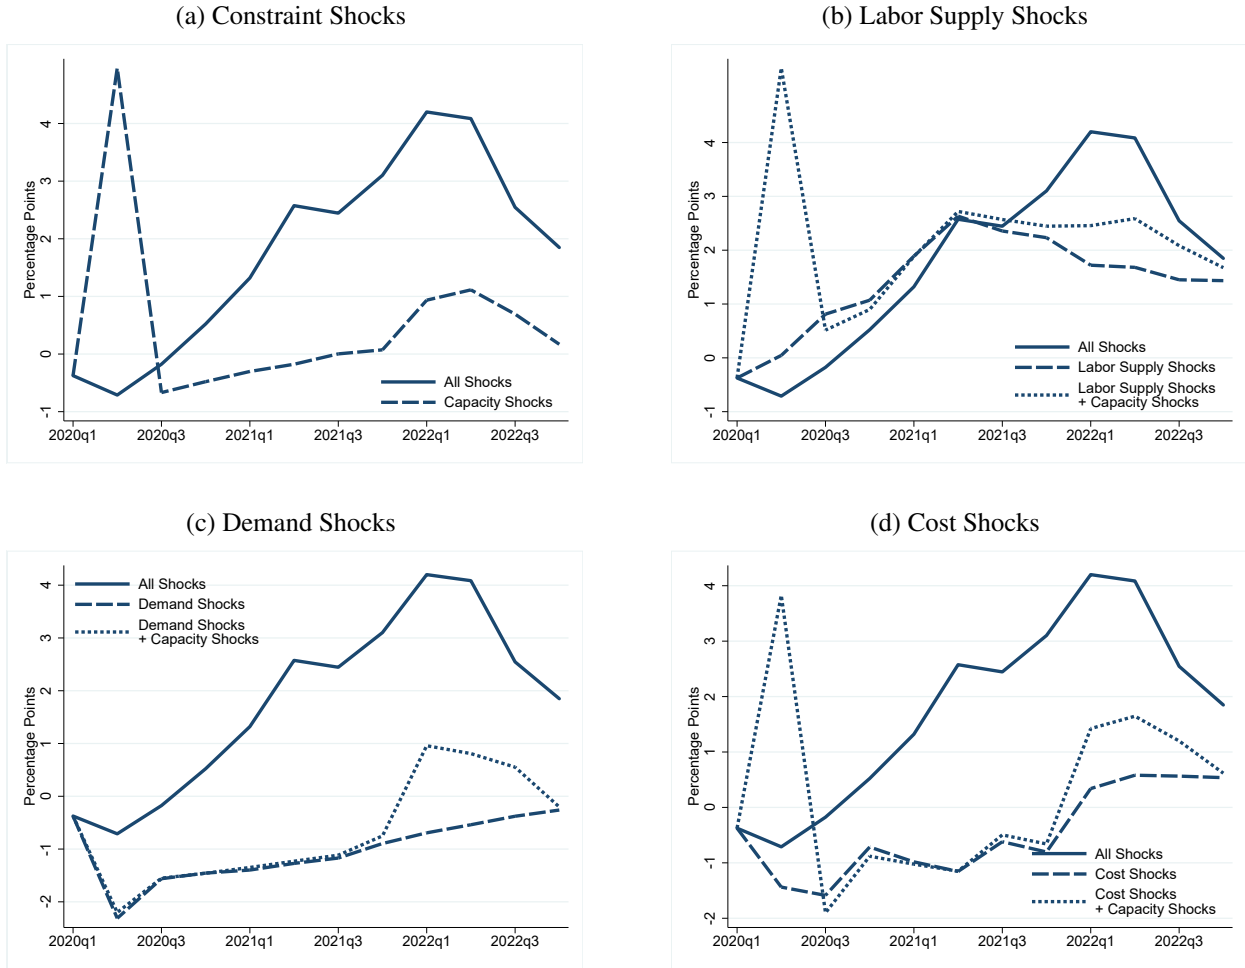 (a) Constraint Shocks
Percentage Points
4
3
2
1
0
-1
All Shocks
Capacity Shocks
2020q1 2020q3 2021q1 2021q3 2022q1 2022q3
(b) Labor Supply Shocks
Percentage Points
4
3
2
1
0
-1
All Shocks
Labor Supply Shocks
Labor Supply Shocks
+ Capacity Shocks
2020q1 2020q3 2021q1 2021q3 2022q1 2022q3
(c) Demand Shocks
Percentage Points
4
3
2
1
0
-1
-2
All Shocks
Demand Shocks
Demand Shocks
+ Capacity Shocks
2020q1 2020q3 2021q1 2021q3 2022q1 2022q3
(d) Cost Shocks
Percentage Points
4
3
2
1
0
-1
-2
All Shocks
Cost Shocks
Cost Shocks
+ Capacity Shocks
2020q1 2020q3 2021q1 2021q3 2022q1 2022q3